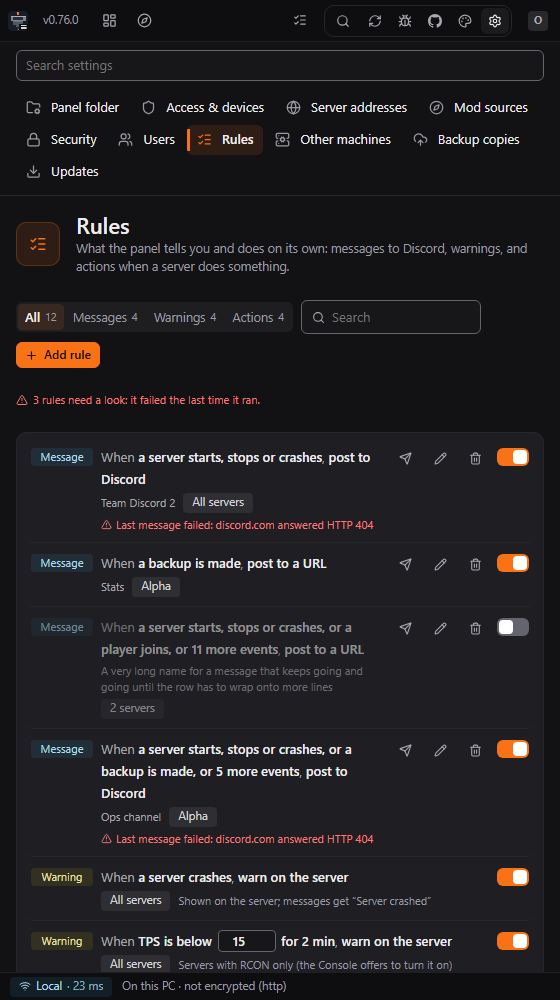 v0.76.0
O
Search settings
Panel folder Access & devices Server addresses Mod sources
Security Users Rules Other machines Backup copies
Updates
Rules
What the panel tells you and does on its own: messages to Discord, warnings, and
actions when a server does something.
All 12 Messages 4 Warnings 4 Actions 4 Search
+ Add rule
3 rules need a look: it failed the last time it ran.
Message When a server starts, stops or crashes, post to
Discord
Team Discord 2 All servers
Last message failed: discord.com answered HTTP 404
Message When a backup is made, post to a URL
Stats Alpha
Message When a server starts, stops or crashes, or a
player joins, or 11 more events, post to a URL
A very long name for a message that keeps going and
going until the row has to wrap onto more lines
2 servers
Message When a server starts, stops or crashes, or a
backup is made, or 5 more events, post to
Discord
Ops channel Alpha
Last message failed: discord.com answered HTTP 404
Warning When a server crashes, warn on the server
All servers Shown on the server; messages get “Server crashed”
Warning When TPS is below 15 for 2 min, warn on the server
All servers Servers with RCON only (the Console offers to turn it on)
Local · 23 ms On this PC · not encrypted (http)